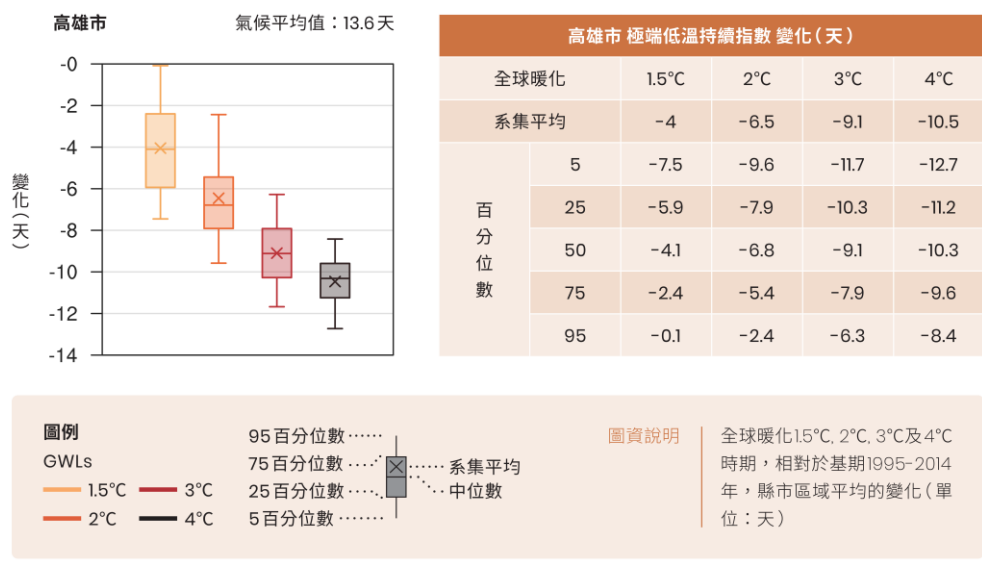 高雄市
氣候平均值：13.6天
-0
-2
-4
-6
-8
-10
-12
-14
變化(天)
高雄市 極端低溫持續指數 變化(天)
全球暖化 1.5℃ 2℃ 3℃ 4℃
系集平均 -4 -6.5 -9.1 -10.5
百分位數
5 -7.5 -9.6 -11.7 -12.7
25 -5.9 -7.9 -10.3 -11.2
50 -4.1 -6.8 -9.1 -10.3
75 -2.4 -5.4 -7.9 -9.6
95 -0.1 -2.4 -6.3 -8.4
圖例
GWLs
1.5℃ 3℃
2℃ 4℃
95百分位數
75百分位數
25百分位數
5百分位數
系集平均
中位數
圖資說明
全球暖化1.5℃, 2℃, 3℃及4℃
時期，相對於基期1995-2014
年，縣市區域平均的變化(單
位：天)